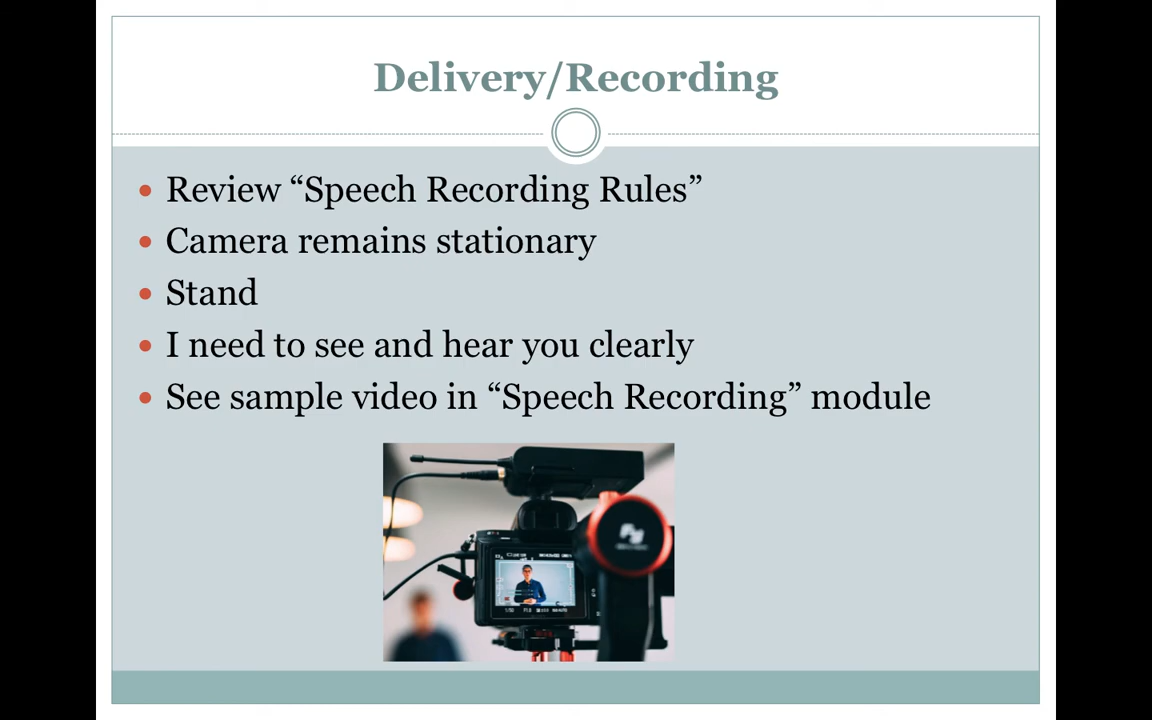 Delivery/Recording
Review “Speech Recording Rules”
Camera remains stationary
Stand
I need to see and hear you clearly
See sample video in “Speech Recording” module